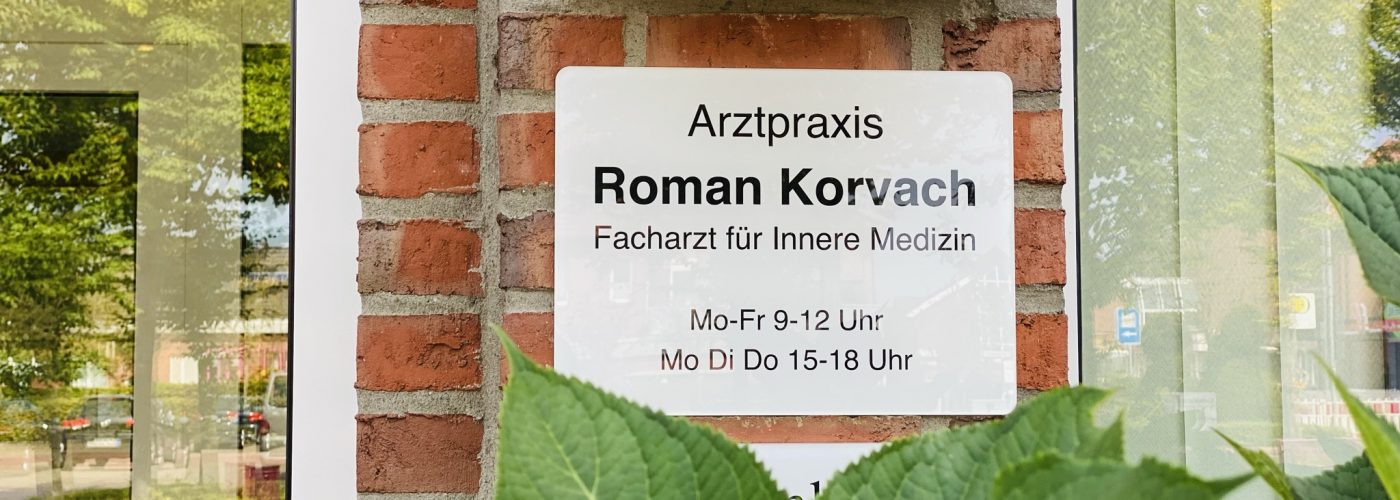 Arztpraxis
Roman Korvach
Facharzt für Innere Medizin
Mo-Fr 9-12 Uhr
Mo Di Do 15-18 Uhr